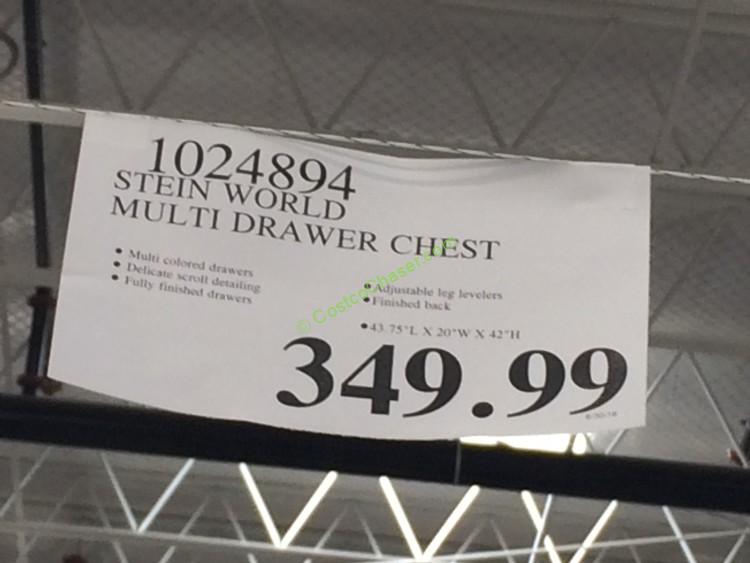 1024894
STEIN WORLD
MULTI DRAWER CHEST
• Multi colored drawers
• Delicate scroll detailing
• Fully finished drawers
• Adjustable leg levelers
• Finished back
• 43.75"L X 20"W X 42"H
349.99
© CostcoChaser.com